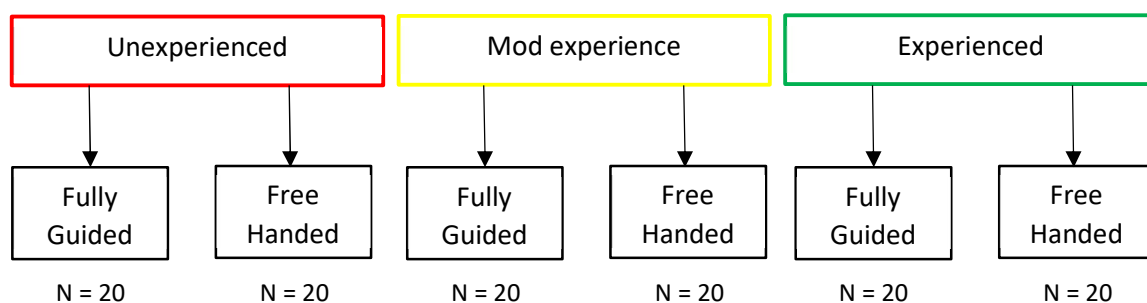 Unexperienced Mod experience Experienced
Fully Free Fully Free Fully Free
Guided Handed Guided Handed Guided Handed
N = 20 N = 20 N = 20 N = 20 N = 20 N = 20